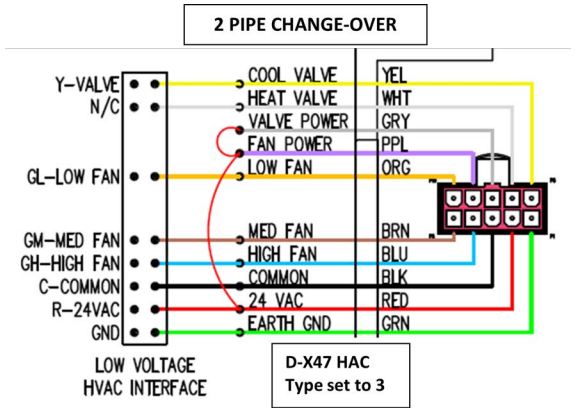 2 PIPE CHANGE-OVER
Y-VALVE COOL VALVE YEL
N/C HEAT VALVE WHT
VALVE POWER GRY
FAN POWER PPL
GL-LOW FAN LOW FAN ORG
GM-MED FAN MED FAN BRN
GH-HIGH FAN HIGH FAN BLU
C-COMMON COMMON BLK
R-24VAC 24 VAC RED
GND EARTH GND GRN
LOW VOLTAGE
HVAC INTERFACE
D-X47 HAC
Type set to 3